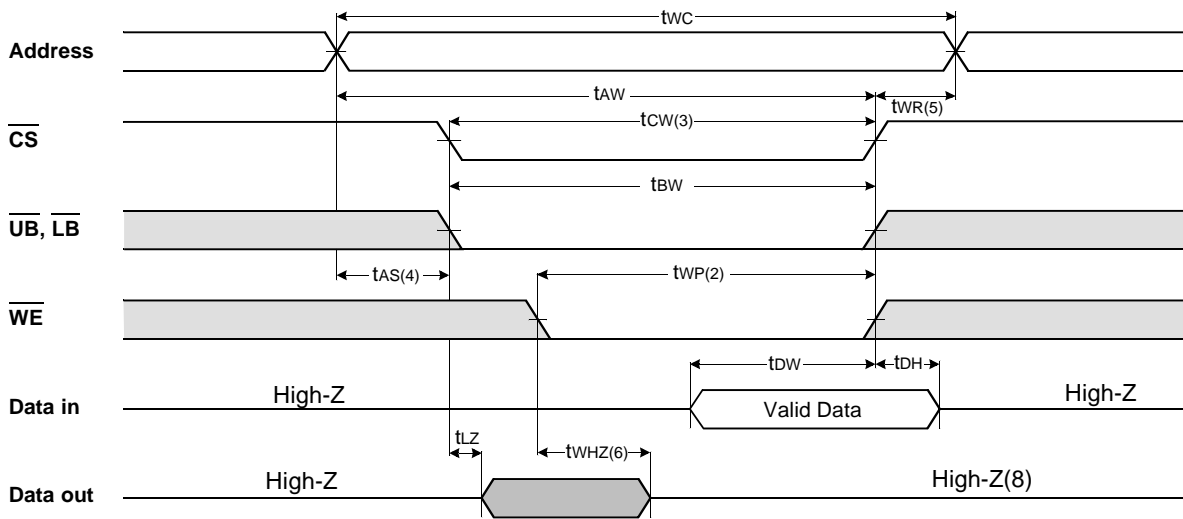 tWC
Address
tAW
tWR(5)
tCW(3)
CS
tBW
UB, LB
tAS(4)
tWP(2)
WE
tDW
tDH
High-Z
Valid Data
High-Z
Data in
tLZ
tWHZ(6)
High-Z
High-Z(8)
Data out